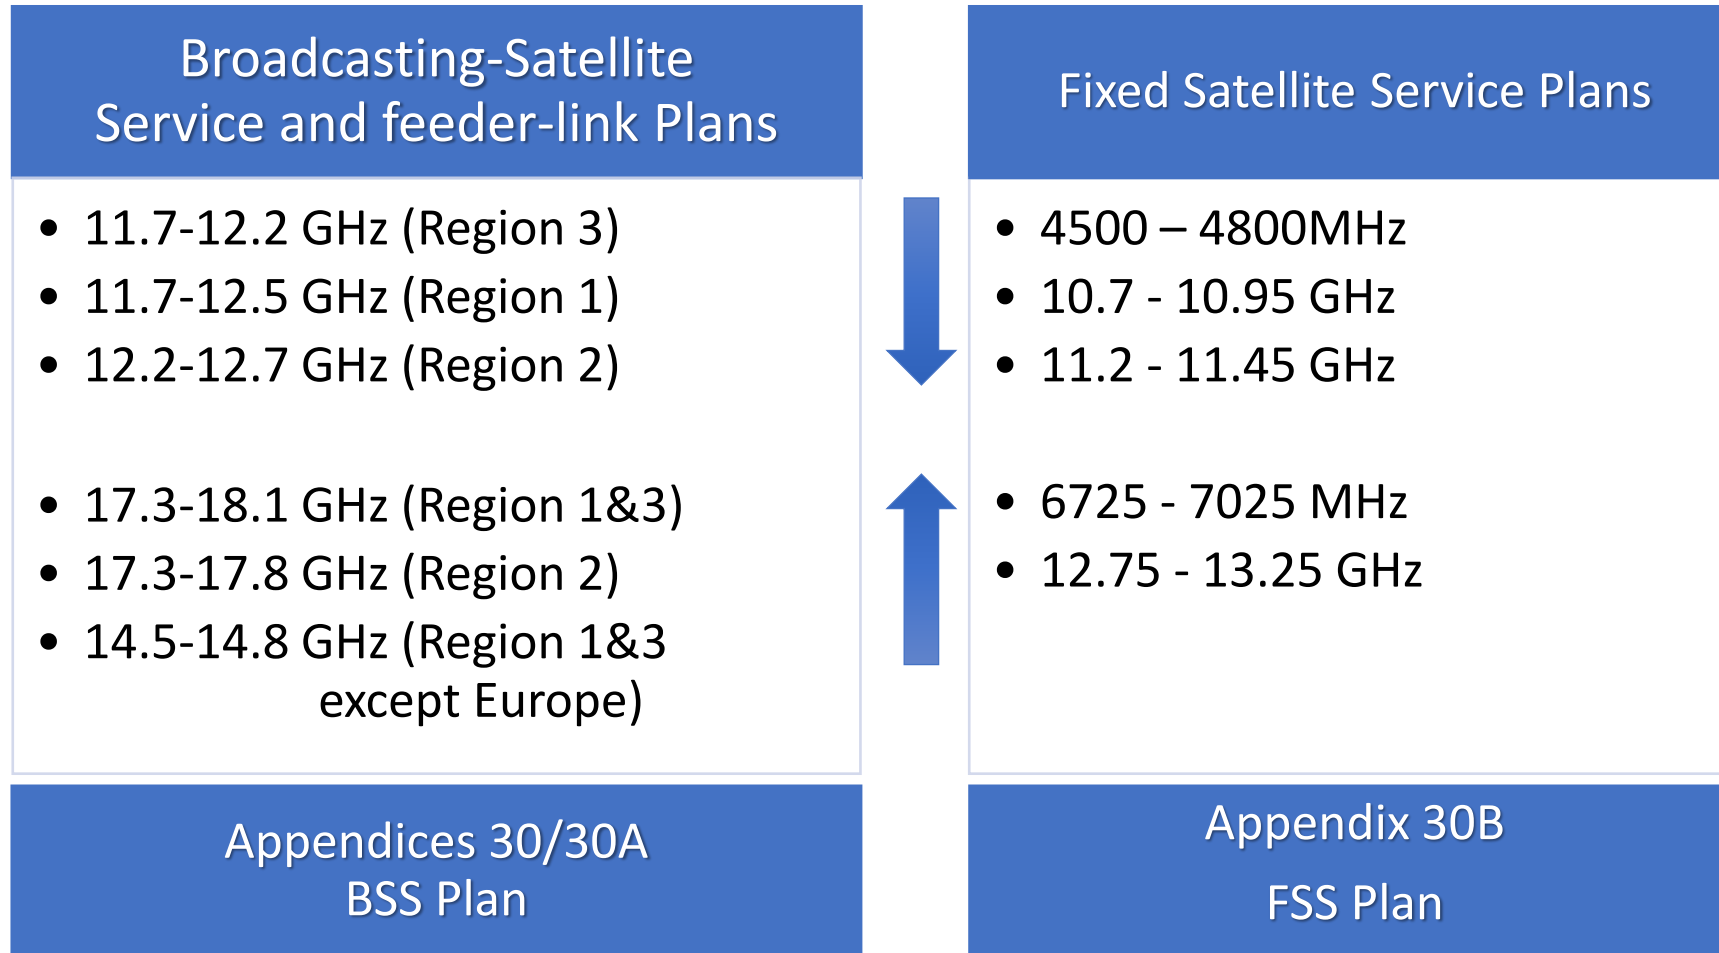 Broadcasting-Satellite
Service and feeder-link Plans
• 11.7-12.2 GHz (Region 3)
• 11.7-12.5 GHz (Region 1)
• 12.2-12.7 GHz (Region 2)
• 17.3-18.1 GHz (Region 1&3)
• 17.3-17.8 GHz (Region 2)
• 14.5-14.8 GHz (Region 1&3
except Europe)
Appendices 30/30A
BSS Plan
Fixed Satellite Service Plans
• 4500 – 4800MHz
• 10.7 - 10.95 GHz
• 11.2 - 11.45 GHz
• 6725 - 7025 MHz
• 12.75 - 13.25 GHz
Appendix 30B
FSS Plan